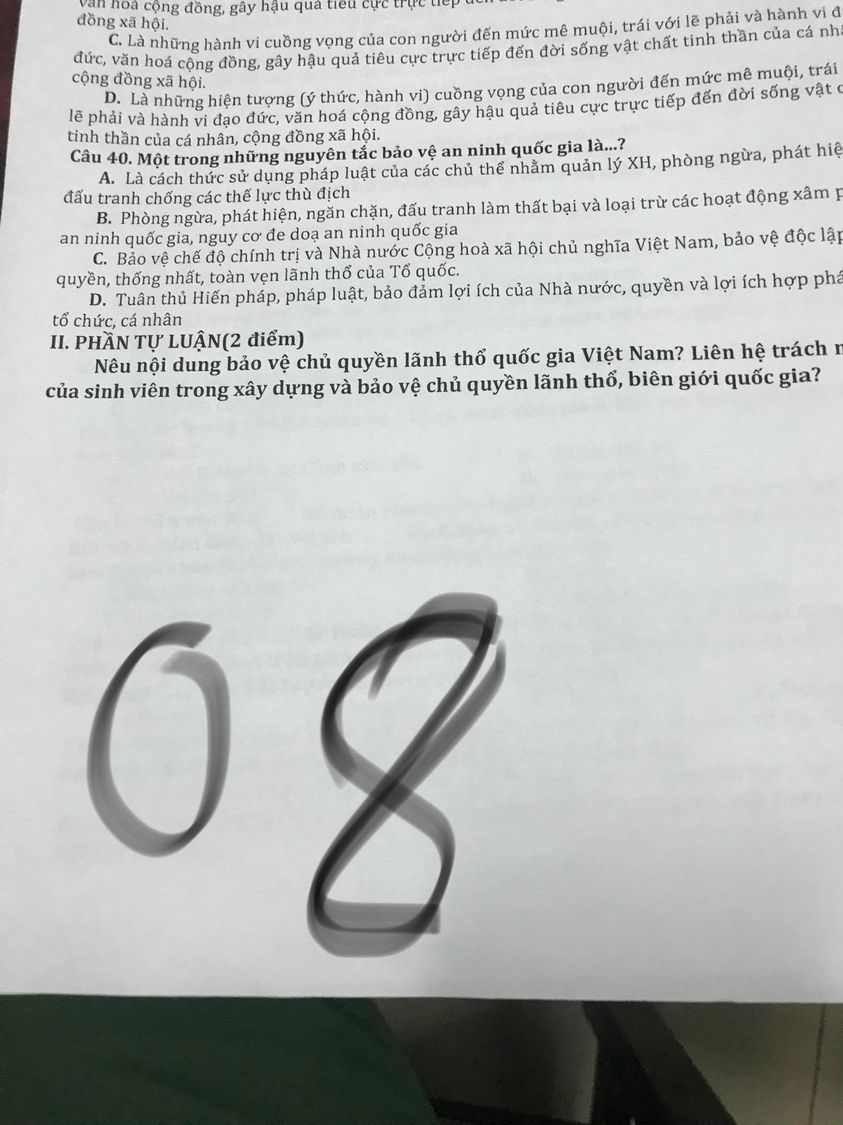 văn hoá cộng đồng, gây hậu quả tiêu cực trực tiếp
đồng xã hội.
C. Là những hành vi cuồng vọng của con người đến mức mê muội, trái với lẽ phải và hành vi
đức, văn hoá cộng đồng, gây hậu quả tiêu cực trực tiếp đến đời sống vật chất tinh thần của cá
cộng đồng xã hội.
D. Là những hiện tượng (ý thức, hành vi) cuồng vọng của con người đến mức mê muội, trái
lẽ phải và hành vi đạo đức, văn hoá cộng đồng, gây hậu quả tiêu cực trực tiếp đến đời sống vật
tinh thần của cá nhân, cộng đồng xã hội.
Câu 40. Một trong những nguyên tắc bảo vệ an ninh quốc gia là...?
A. Là cách thức sử dụng pháp luật của các chủ thể nhằm quản lý XH, phòng ngừa, phát
đấu tranh chống các thế lực thù địch
B. Phòng ngừa, phát hiện, ngăn chặn, đấu tranh làm thất bại và loại trừ các hoạt động xâm
an ninh quốc gia, nguy cơ đe doạ an ninh quốc gia
C. Bảo vệ chế độ chính trị và Nhà nước Cộng hoà xã hội chủ nghĩa Việt Nam, bảo vệ độc lập
quyền, thống nhất, toàn vẹn lãnh thổ của Tổ quốc.
D. Tuân thủ Hiến pháp, pháp luật, bảo đảm lợi ích của Nhà nước, quyền và lợi ích hợp
tổ chức, cá nhân
II. PHẦN TỰ LUẬN(2 điểm)
Nêu nội dung bảo vệ chủ quyền lãnh thổ quốc gia Việt Nam? Liên hệ trách
của sinh viên trong xây dựng và bảo vệ chủ quyền lãnh thổ, biên giới quốc gia?
08